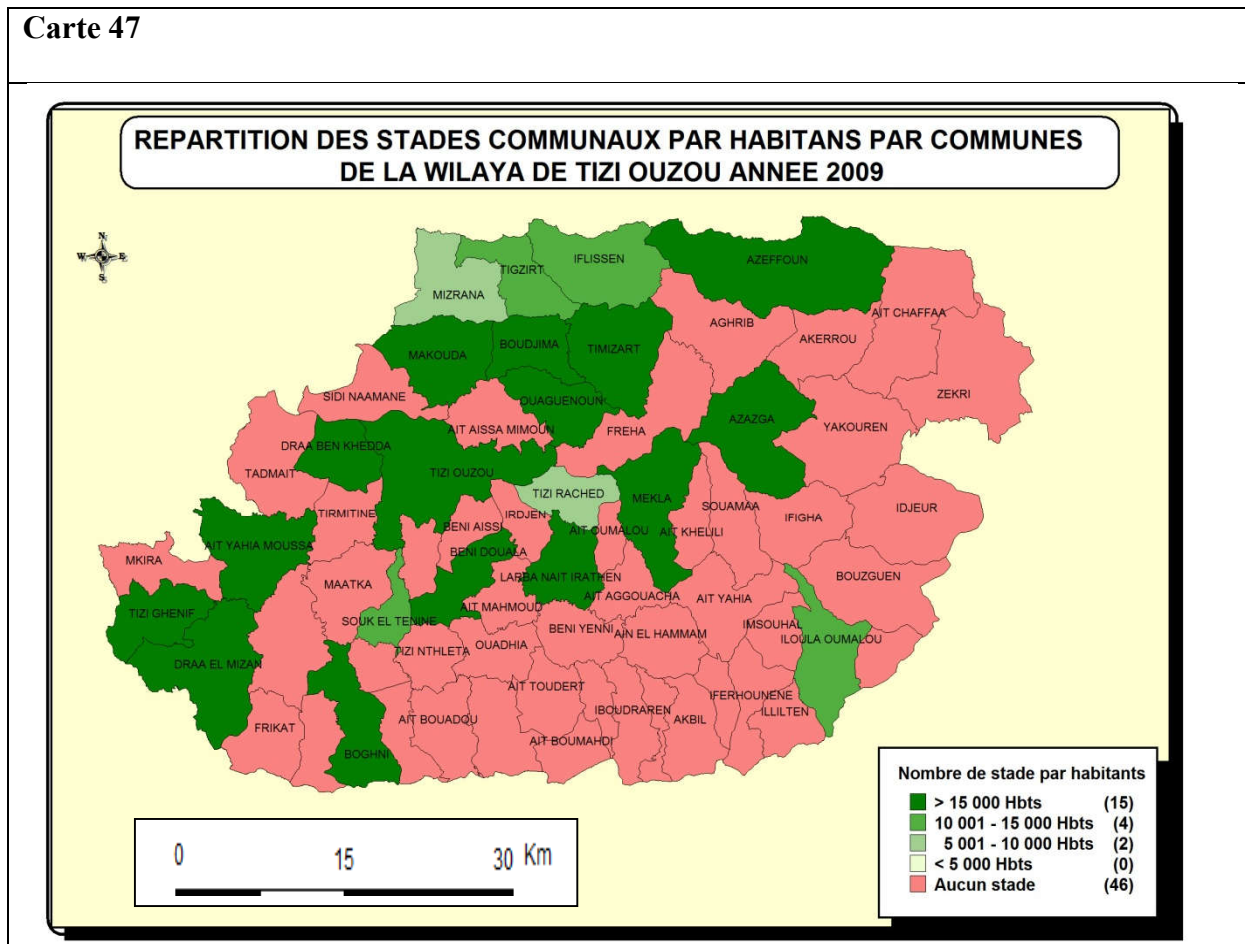 Carte 47
REPARTITION DES STADES COMMUNAUX PAR HABITANS PAR COMMUNES
DE LA WILAYA DE TIZI OUZOU ANNEE 2009
N
W E
S
MIZRANA
TIGZIRT
IFLISSEN
AZEFFOUN
AIT CHAFFAA
AGHRIB
AKERROU
MAKOUDA
BOUDJIMA
TIMIZART
ZEKRI
SIDI NAAMANE
OUAGUENOUN
AZAZGA
YAKOUREN
AIT AISSA MIMOUN
FREHA
DRAA BEN KHEDDA
TADMAIT
TIZI OUZOU
TIZI RACHED
MEKLA
SOUAMAA
IFIGHA
IDJEUR
TIRMITINE
IRDJEN
BENI AISSI
AIT OUMALOU
AIT KHELILI
AIT YAHIA MOUSSA
BENI DOUALA
MKIRA
MAATKA
LARBA NAIT IRATHEN
BOUZGUEN
AIT AGGOUACHA
AIT YAHIA
TIZI GHENIF
AIT MAHMOUD
SOUK EL TENINE
BENI YENNI
IMSOUHAL
AIN EL HAMMAM
ILOULA OUMALOU
TIZI NTHLETA
OUADHIA
DRAA EL MIZAN
AIT TOUDERT
IFERHOUNENE
IBOUDRAREN
ILLILTEN
AIT BOUADOU
AKBIL
FRIKAT
AIT BOUMAHDI
BOGHNI
Nombre de stade par habitants
> 15 000 Hbts (15)
10 001 - 15 000 Hbts (4)
5 001 - 10 000 Hbts (2)
< 5 000 Hbts (0)
Aucun stade (46)
0 15 30 Km